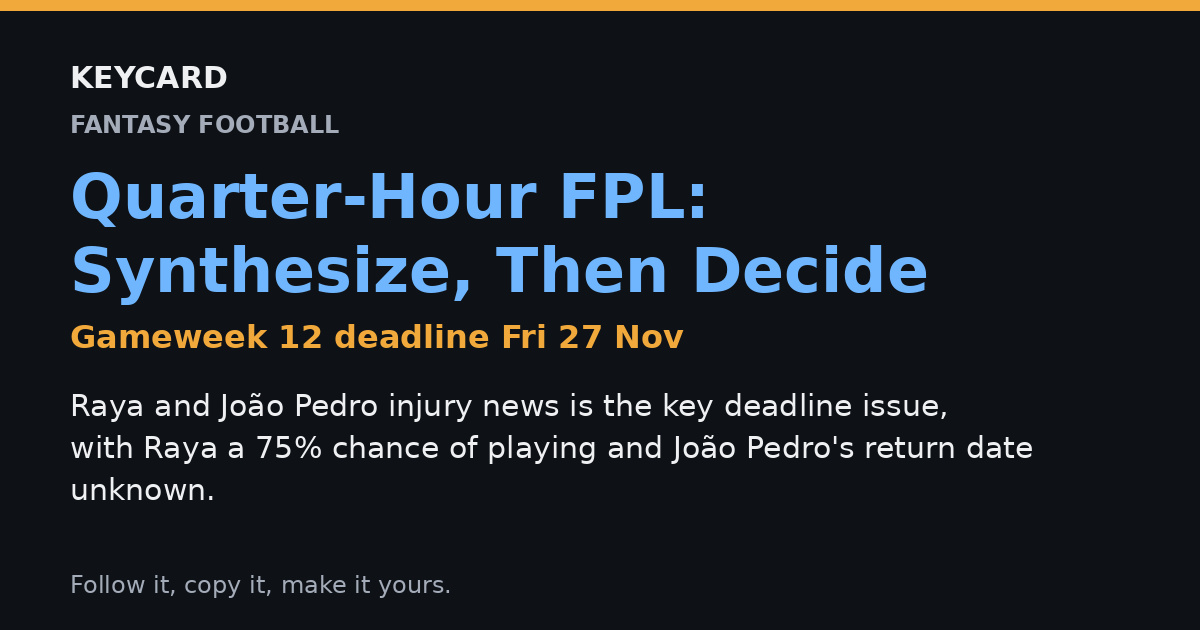 KEYCARD
FANTASY FOOTBALL
Quarter-Hour FPL:
Synthesize, Then Decide
Gameweek 12 deadline Fri 27 Nov
Raya and João Pedro injury news is the key deadline issue,
with Raya a 75% chance of playing and João Pedro's return date
unknown.
Follow it, copy it, make it yours.